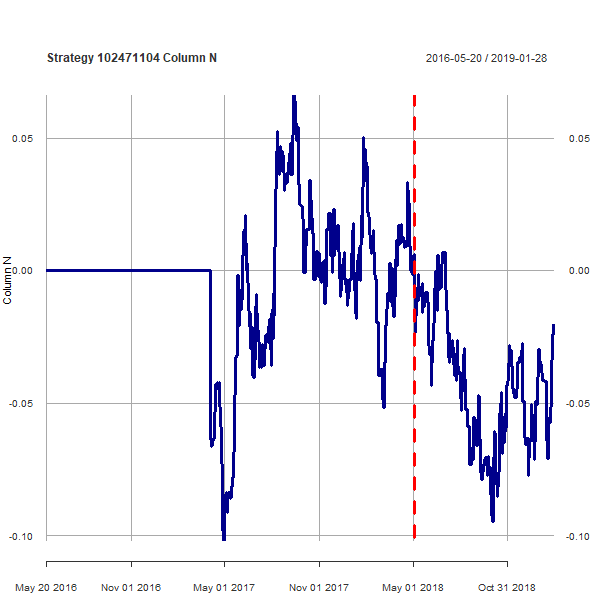 Strategy 102471104 Column N
2016-05-20 / 2019-01-28
0.05 0.05
0.00 0.00
-0.05 -0.05
-0.10 -0.10
Column N
May 20 2016 Nov 01 2016 May 01 2017 Nov 01 2017 May 01 2018 Oct 31 2018